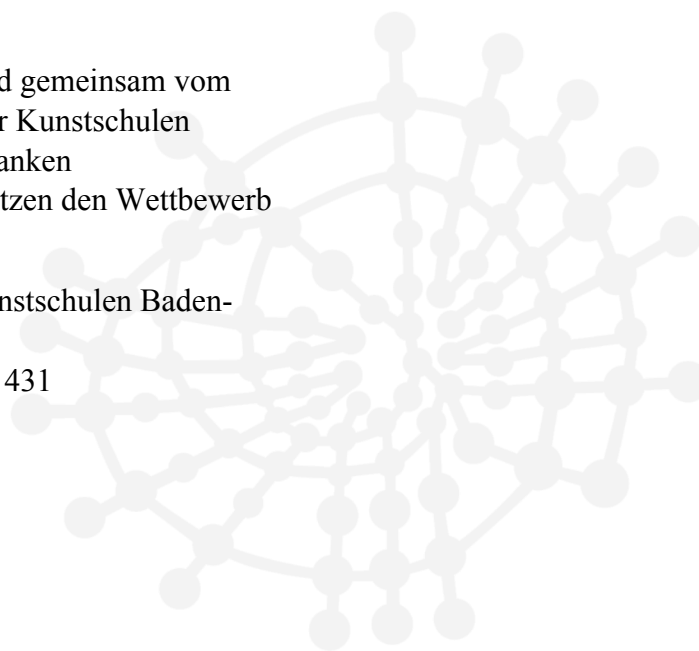 d gemeinsam vom
r Kunstschulen
anken
tzen den Wettbewerb
nstschulen Baden-
431